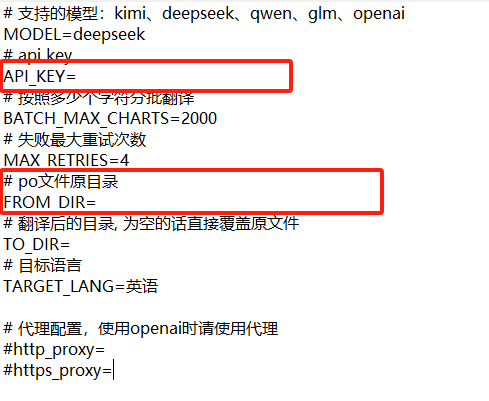 # 支持的模型：kimi、deepseek、qwen、glm、openai
MODEL=deepseek
# api key
API_KEY=
# 按照多少个字符分批翻译
BATCH_MAX_CHARTS=2000
# 失败最大重试次数
MAX_RETRIES=4
# po文件原目录
FROM_DIR=
# 翻译后的目录, 为空的话直接覆盖原文件
TO_DIR=
# 目标语言
TARGET_LANG=英语
# 代理配置，使用openai时请使用代理
#http_proxy=
#https_proxy=